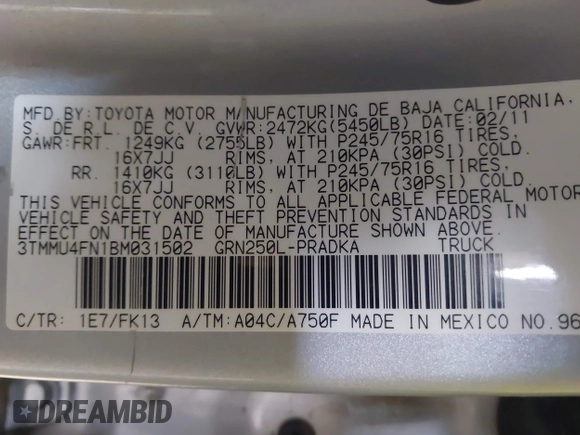 MFD.BY:TOYOTA MOTOR MANUFACTURING DE BAJA CALIFORNIA,
S. DE R.L. DE C.V. GVWR:2472KG(5450LB) DATE:02/11
GAWR:FRT. 1249KG (2755LB) WITH P245/75R16 TIRES,
16X7JJ RIMS, AT 210KPA (30PSI) COLD.
RR. 1410KG (3110LB) WITH P245/75R16 TIRES,
16X7JJ RIMS, AT 210KPA (30PSI) COLD.
THIS VEHICLE CONFORMS TO ALL APPLICABLE FEDERAL MOTOR
VEHICLE SAFETY AND THEFT PREVENTION STANDARDS IN
EFFECT ON THE DATE OF MANUFACTURE SHOWN ABOVE.
3TMMU4FN1BM031502 GRN250L-PRADKA TRUCK
C/TR: 1E7/FK13 A/TM:A04C/A750F MADE IN MEXICO NO.96
DREAMBID